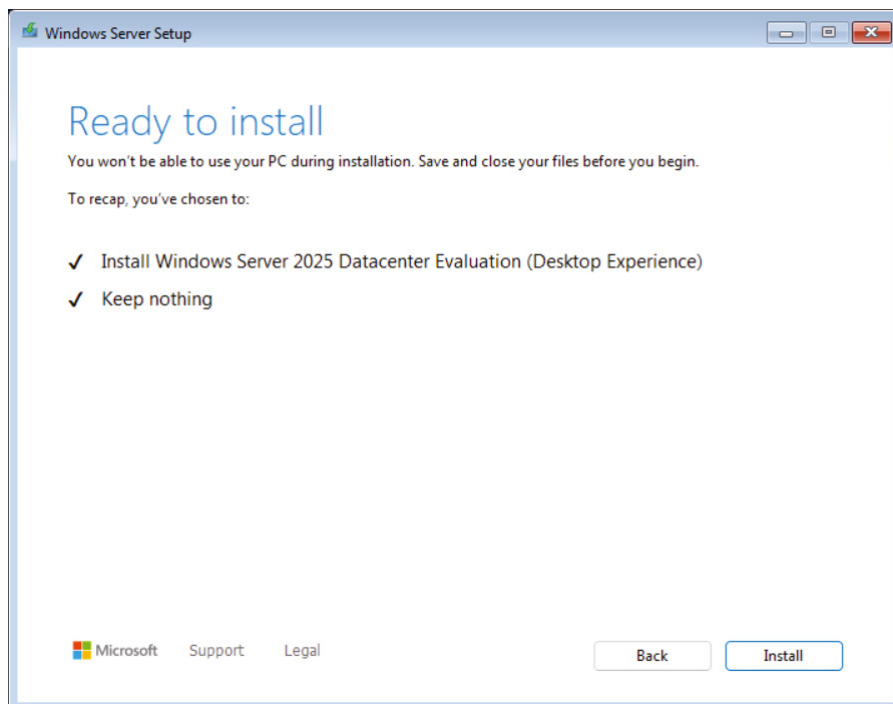 Windows Server Setup
Ready to install
You won't be able to use your PC during installation. Save and close your files before you begin.
To recap, you've chosen to:
✓ Install Windows Server 2025 Datacenter Evaluation (Desktop Experience)
✓ Keep nothing
Microsoft Support Legal
Back Install